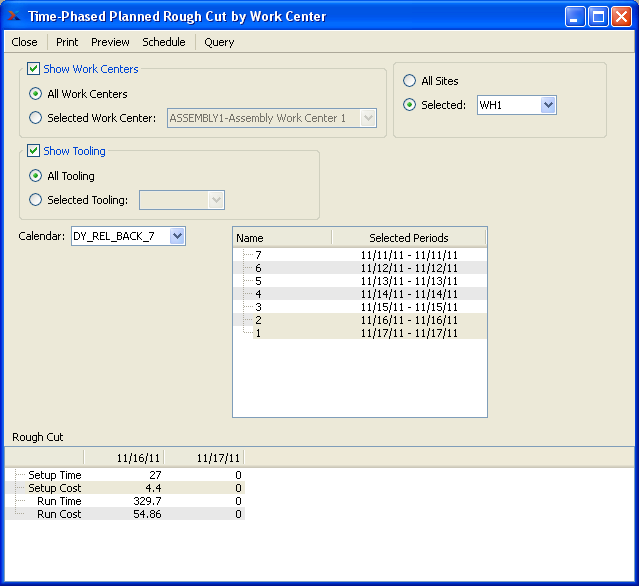 Time-Phased Planned Rough Cut by Work Center
Close Print Preview Schedule Query
Show Work Centers
All Work Centers
Selected Work Center: ASSEMBLY1-Assembly Work Center 1
All Sites
Selected: WH1
Show Tooling
All Tooling
Selected Tooling:
Calendar: DY_REL_BACK_7
Name Selected Periods
7 11/11/11 - 11/11/11
6 11/12/11 - 11/12/11
5 11/13/11 - 11/13/11
4 11/14/11 - 11/14/11
3 11/15/11 - 11/15/11
2 11/16/11 - 11/16/11
1 11/17/11 - 11/17/11
Rough Cut
11/16/11 11/17/11
Setup Time 27 0
Setup Cost 4.4 0
Run Time 329.7 0
Run Cost 54.86 0